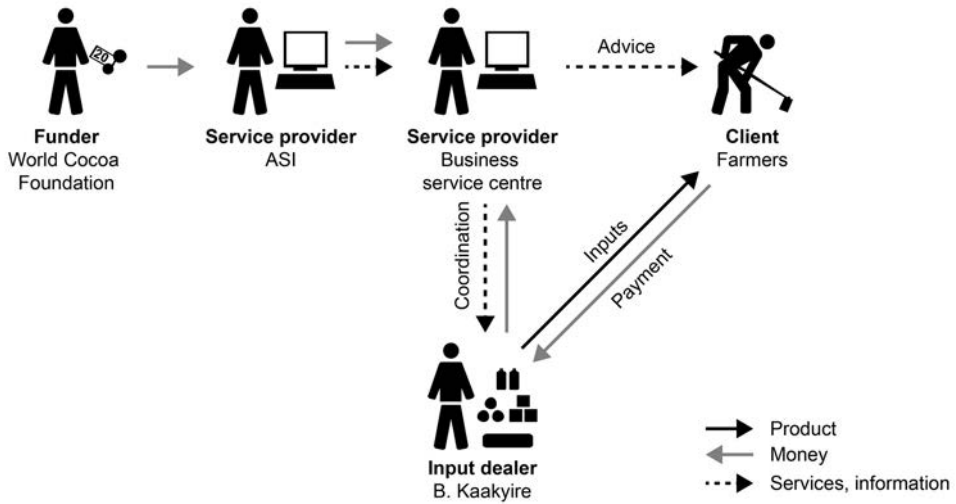 20
Advice
Funder
World Cocoa
Foundation
Service provider
ASI
Service provider
Business
service centre
Client
Farmers
Coordination
Inputs
Payment
Input dealer
B. Kaakyire
Product
Money
Services, information